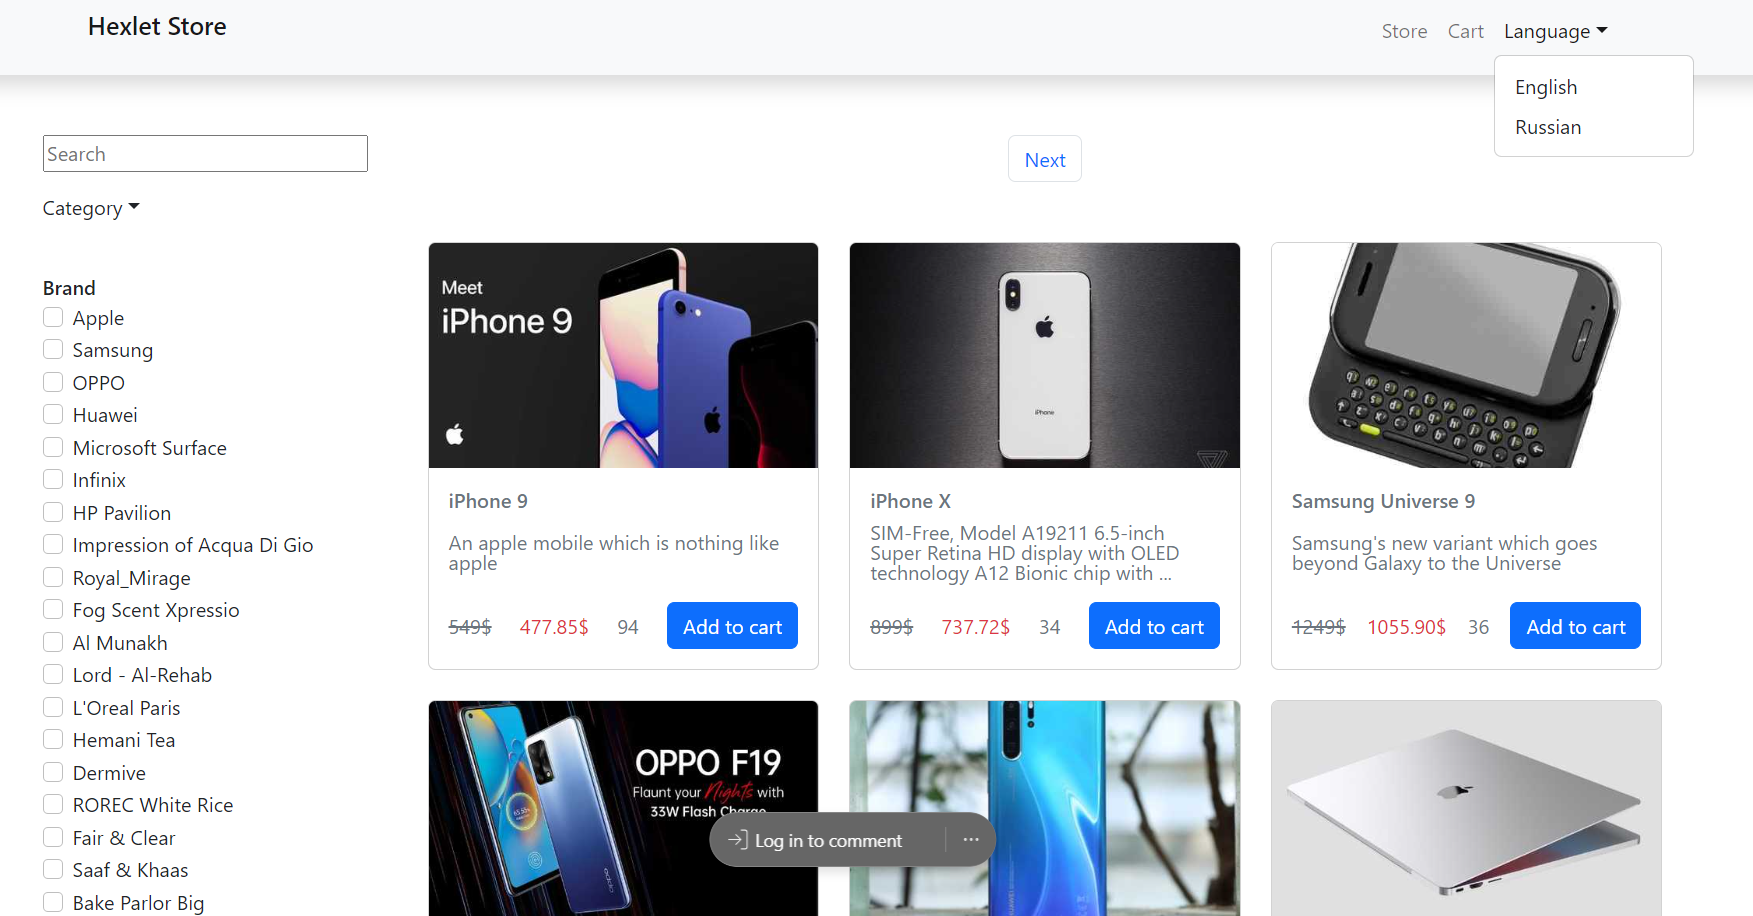 Hexlet Store
Store
Cart
Language
English
Russian
Search
Category
Next
Brand
Apple
Samsung
OPPO
Huawei
Microsoft Surface
Infinix
HP Pavilion
Impression of Acqua Di Gio
Royal_Mirage
Fog Scent Xpressio
Al Munakh
Lord - Al-Rehab
L'Oreal Paris
Hemani Tea
Dermive
ROREC White Rice
Fair & Clear
Saaf & Khaas
Bake Parlor Big
Meet
iPhone 9
iPhone 9
An apple mobile which is nothing like
apple
549$ 477.85$ 94 Add to cart
iPhone
iPhone X
SIM-Free, Model A19211 6.5-inch
Super Retina HD display with OLED
technology A12 Bionic chip with ...
899$ 737.72$ 34 Add to cart
Samsung Universe 9
Samsung's new variant which goes
beyond Galaxy to the Universe
1249$ 1055.90$ 36 Add to cart
OPPO F19
Flaunt your Nights with
33W Flash Charge
oppo
HUAWEI
Log in to comment